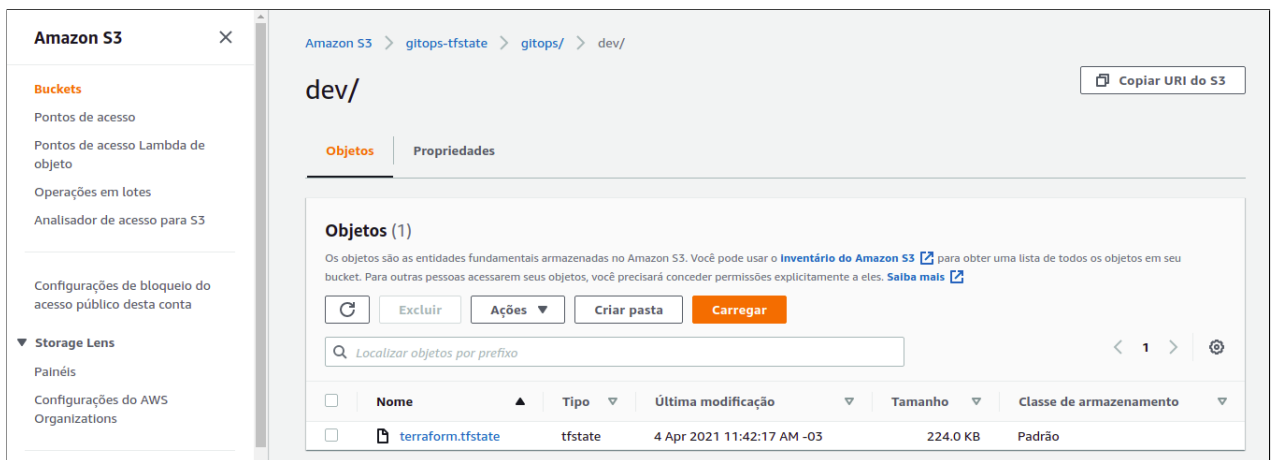 Amazon S3
Buckets
Pontos de acesso
Pontos de acesso Lambda de
objeto
Operações em lotes
Analisador de acesso para S3
Configurações de bloqueio do
acesso público desta conta
Storage Lens
Painéis
Configurações do AWS
Organizations
Amazon S3 gitops-tfstate gitops/ dev/
dev/
Copiar URI do S3
Objetos Propriedades
Objetos (1)
Os objetos são as entidades fundamentais armazenadas no Amazon S3. Você pode usar o inventário do Amazon S3 para obter uma lista de todos os objetos em seu
bucket. Para outras pessoas acessarem seus objetos, você precisará conceder permissões explicitamente a eles. Saiba mais
Excluir Ações Criar pasta Carregar
Localizar objetos por prefixo
1
Nome Tipo Última modificação Tamanho Classe de armazenamento
terraform.tfstate tfstate 4 Apr 2021 11:42:17 AM -03 224.0 KB Padrão